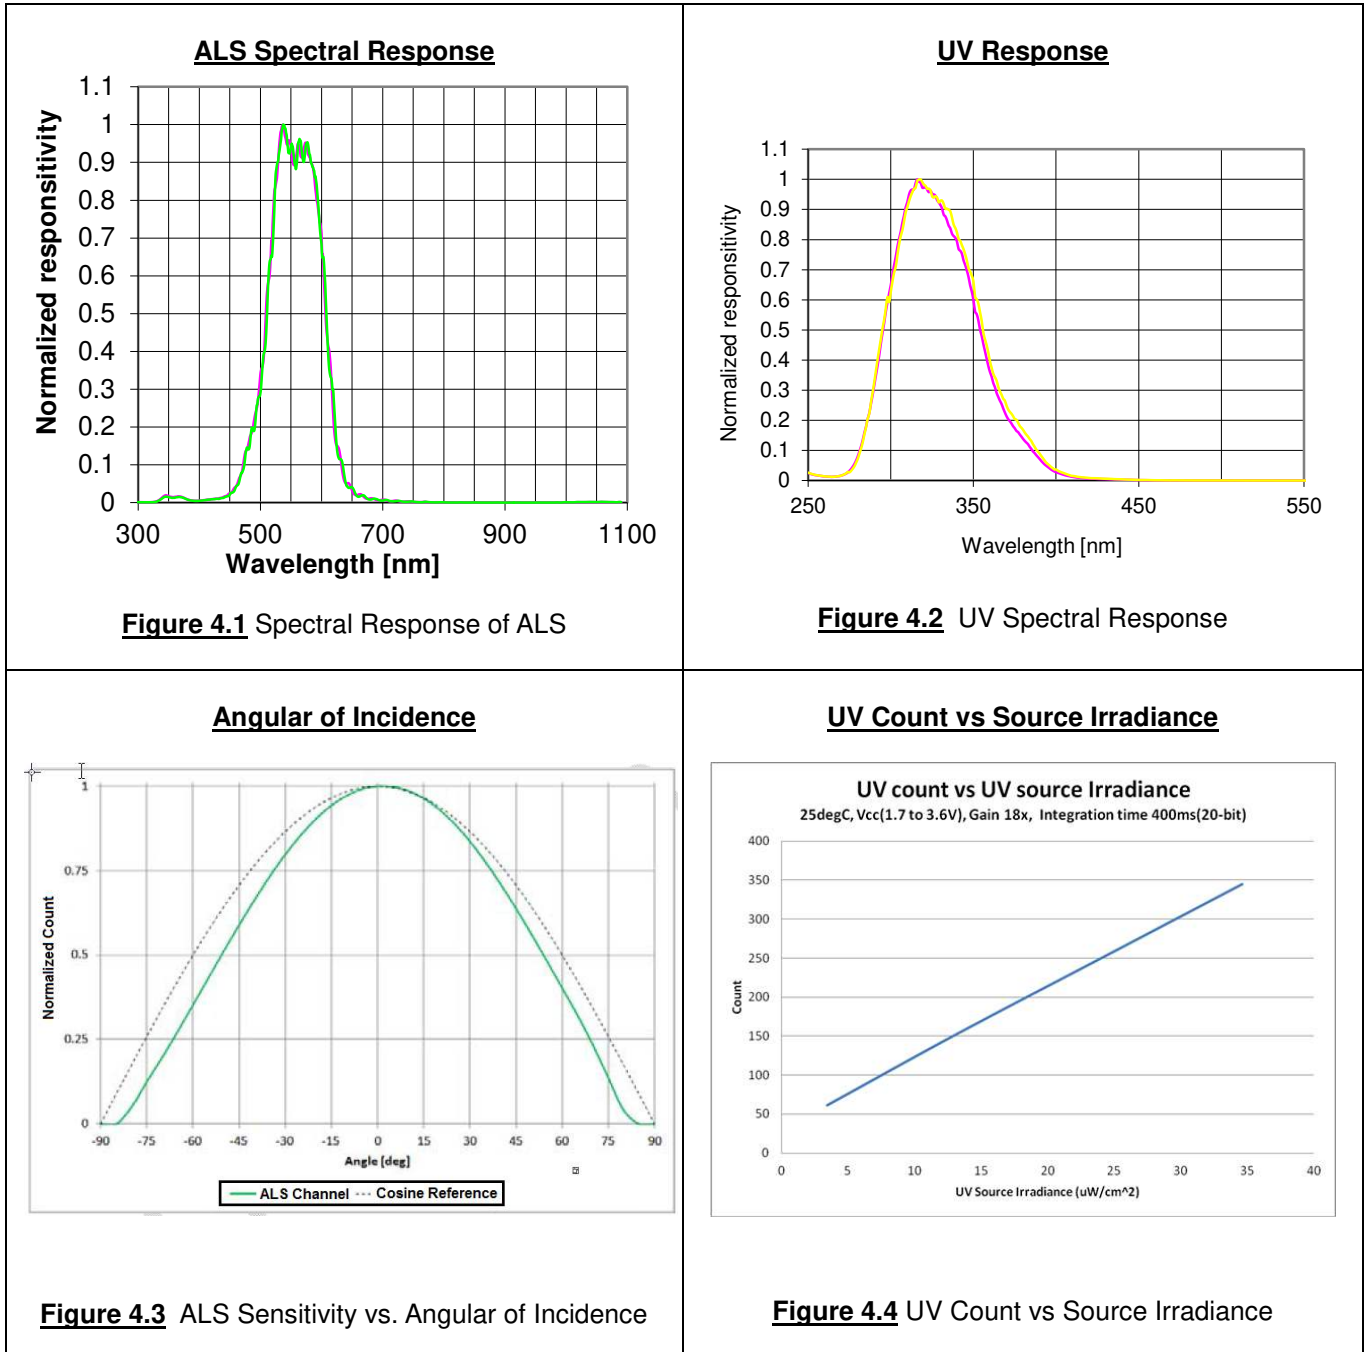 ALS Spectral Response
Normalized responsitivity
1.1
1
0.9
0.8
0.7
0.6
0.5
0.4
0.3
0.2
0.1
0
300 500 700 900 1100
Wavelength [nm]
Figure 4.1 Spectral Response of ALS
UV Response
Normalized responsitivity
1.1
1
0.9
0.8
0.7
0.6
0.5
0.4
0.3
0.2
0.1
0
250 350 450 550
Wavelength [nm]
Figure 4.2 UV Spectral Response
Angular of Incidence
Normalized Count
1
0.75
0.5
0.25
0
-90 -75 -60 -45 -30 -15 0 15 30 45 60 75 90
Angle [deg]
ALS Channel Cosine Reference
Figure 4.3 ALS Sensitivity vs. Angular of Incidence
UV Count vs Source Irradiance
UV count vs UV source Irradiance
25degC, Vcc(1.7 to 3.6V), Gain 18x, Integration time 400ms(20-bit)
Count
400
350
300
250
200
150
100
50
0
0 5 10 15 20 25 30 35 40
UV Source Irradiance (uW/cm^2)
Figure 4.4 UV Count vs Source Irradiance